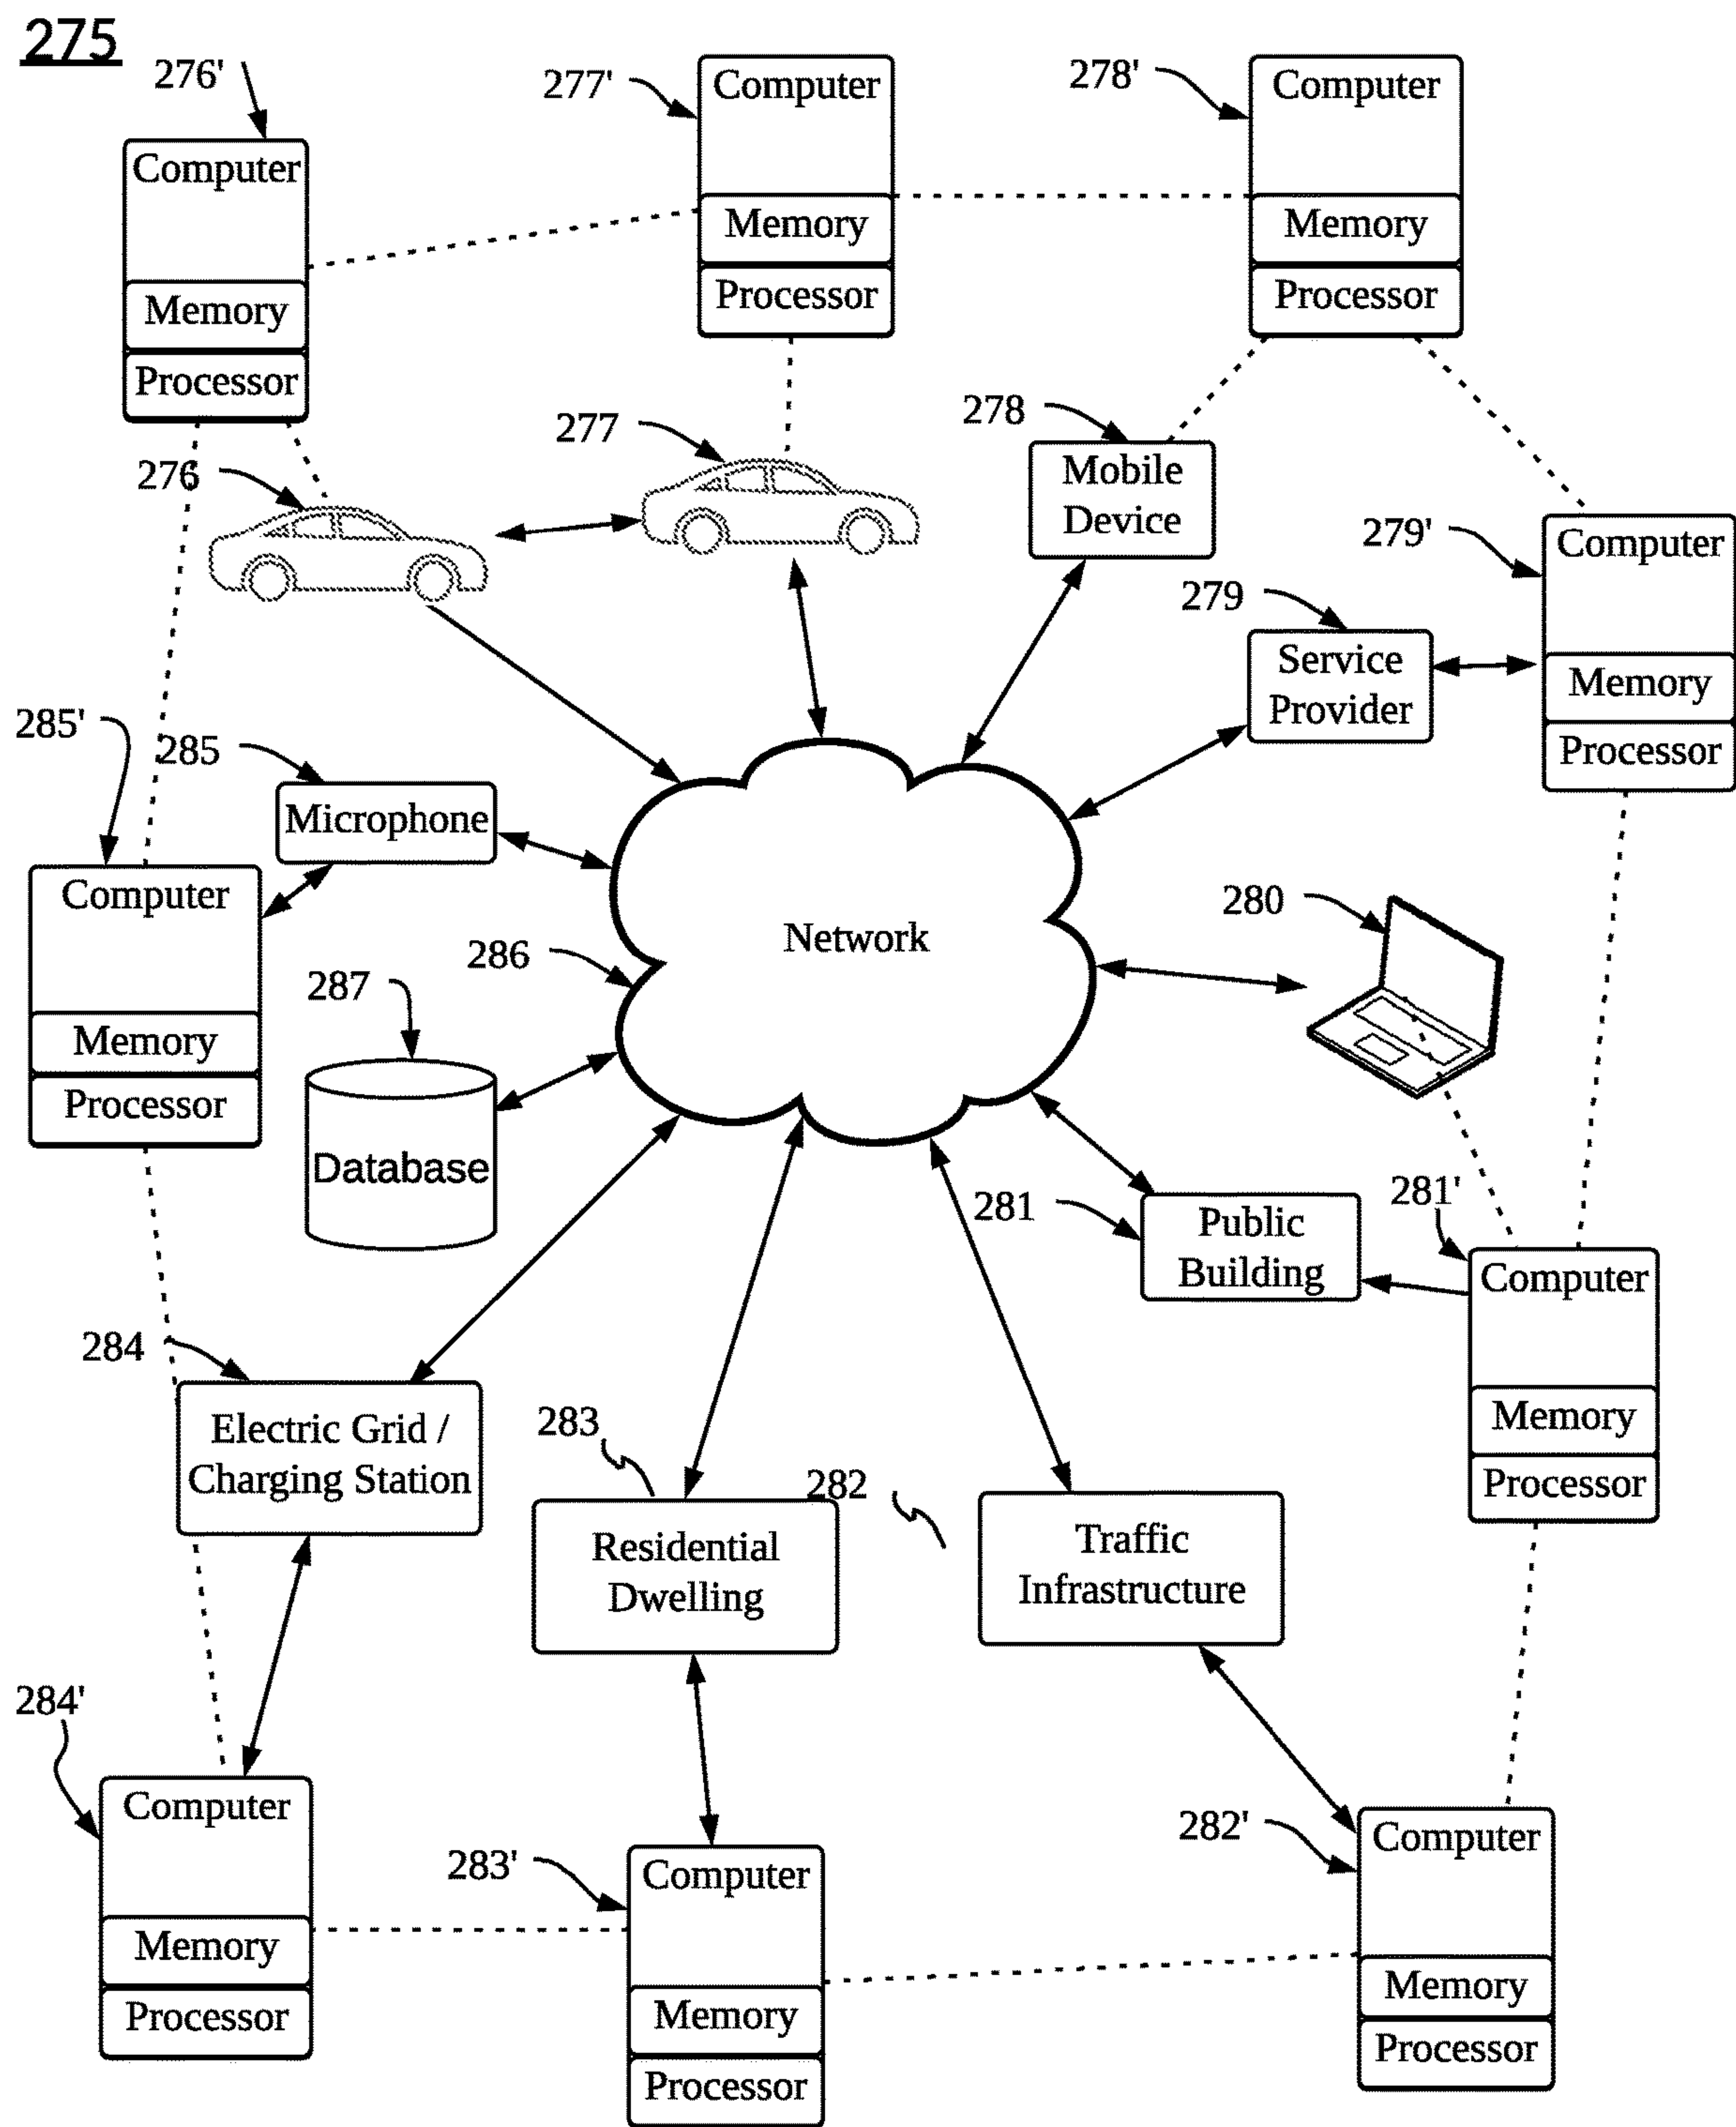 275
276'
277'
Computer
278'
Computer
Computer
Memory
Memory
Memory
Processor
Processor
Processor
277
278
Mobile
Device
276
279'
Computer
279
Service
Provider
Memory
Processor
285'
285
Microphone
Computer
280
Network
286
287
Memory
Processor
Database
281
Public
Building
281'
Computer
284
Electric Grid /
Charging Station
Memory
Processor
283
282
Residential
Dwelling
Traffic
Infrastructure
284'
Computer
282'
Computer
283'
Computer
Memory
Memory
Memory
Processor
Processor
Processor